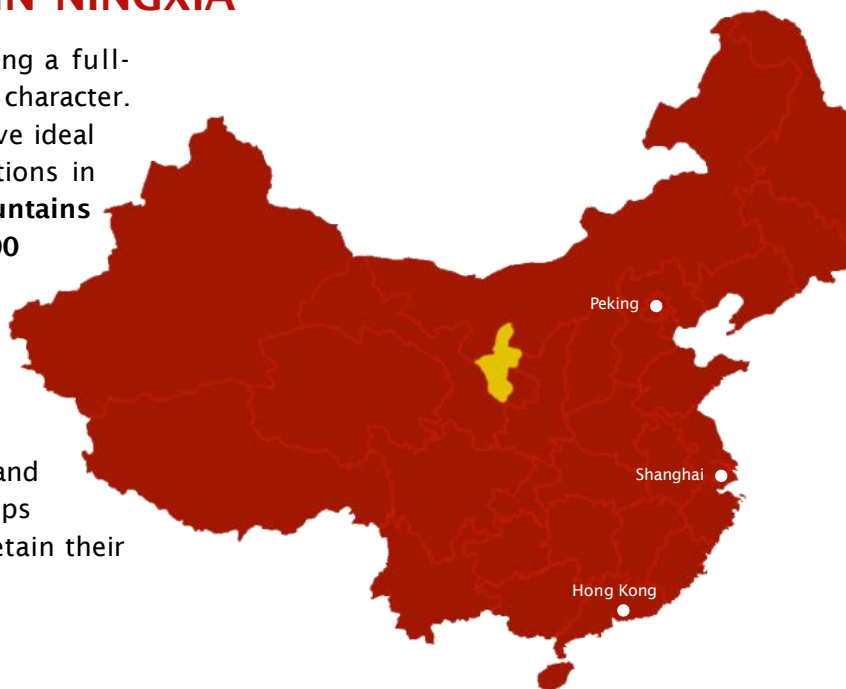 IN NINGXIA
ng a full-
character.
ve ideal
tions in
untains
00
and
ps
etain their
Peking
Shanghai
Hong Kong